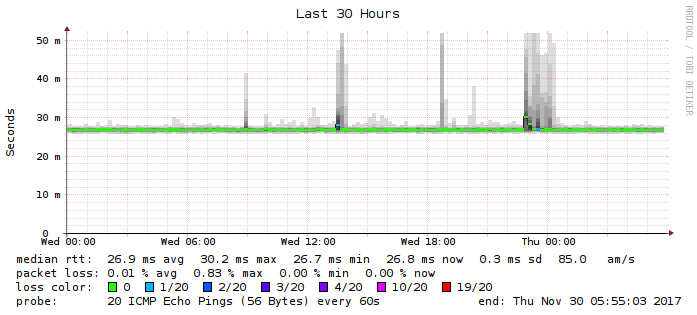 Last 30 Hours
RRDTOOL / TOBI OETIKER
Seconds
50 m
40 m
30 m
20 m
10 m
0
Wed 00:00 Wed 06:00 Wed 12:00 Wed 18:00 Thu 00:00
median rtt: 26.9 ms avg 30.2 ms max 26.7 ms min 26.8 ms now 0.3 ms sd 85.0 am/s
packet loss: 0.01 % avg 0.83 % max 0.00 % min 0.00 % now
loss color: 0 1/20 2/20 3/20 4/20 10/20 19/20
probe: 20 ICMP Echo Pings (56 Bytes) every 60s end: Thu Nov 30 05:55:03 2017